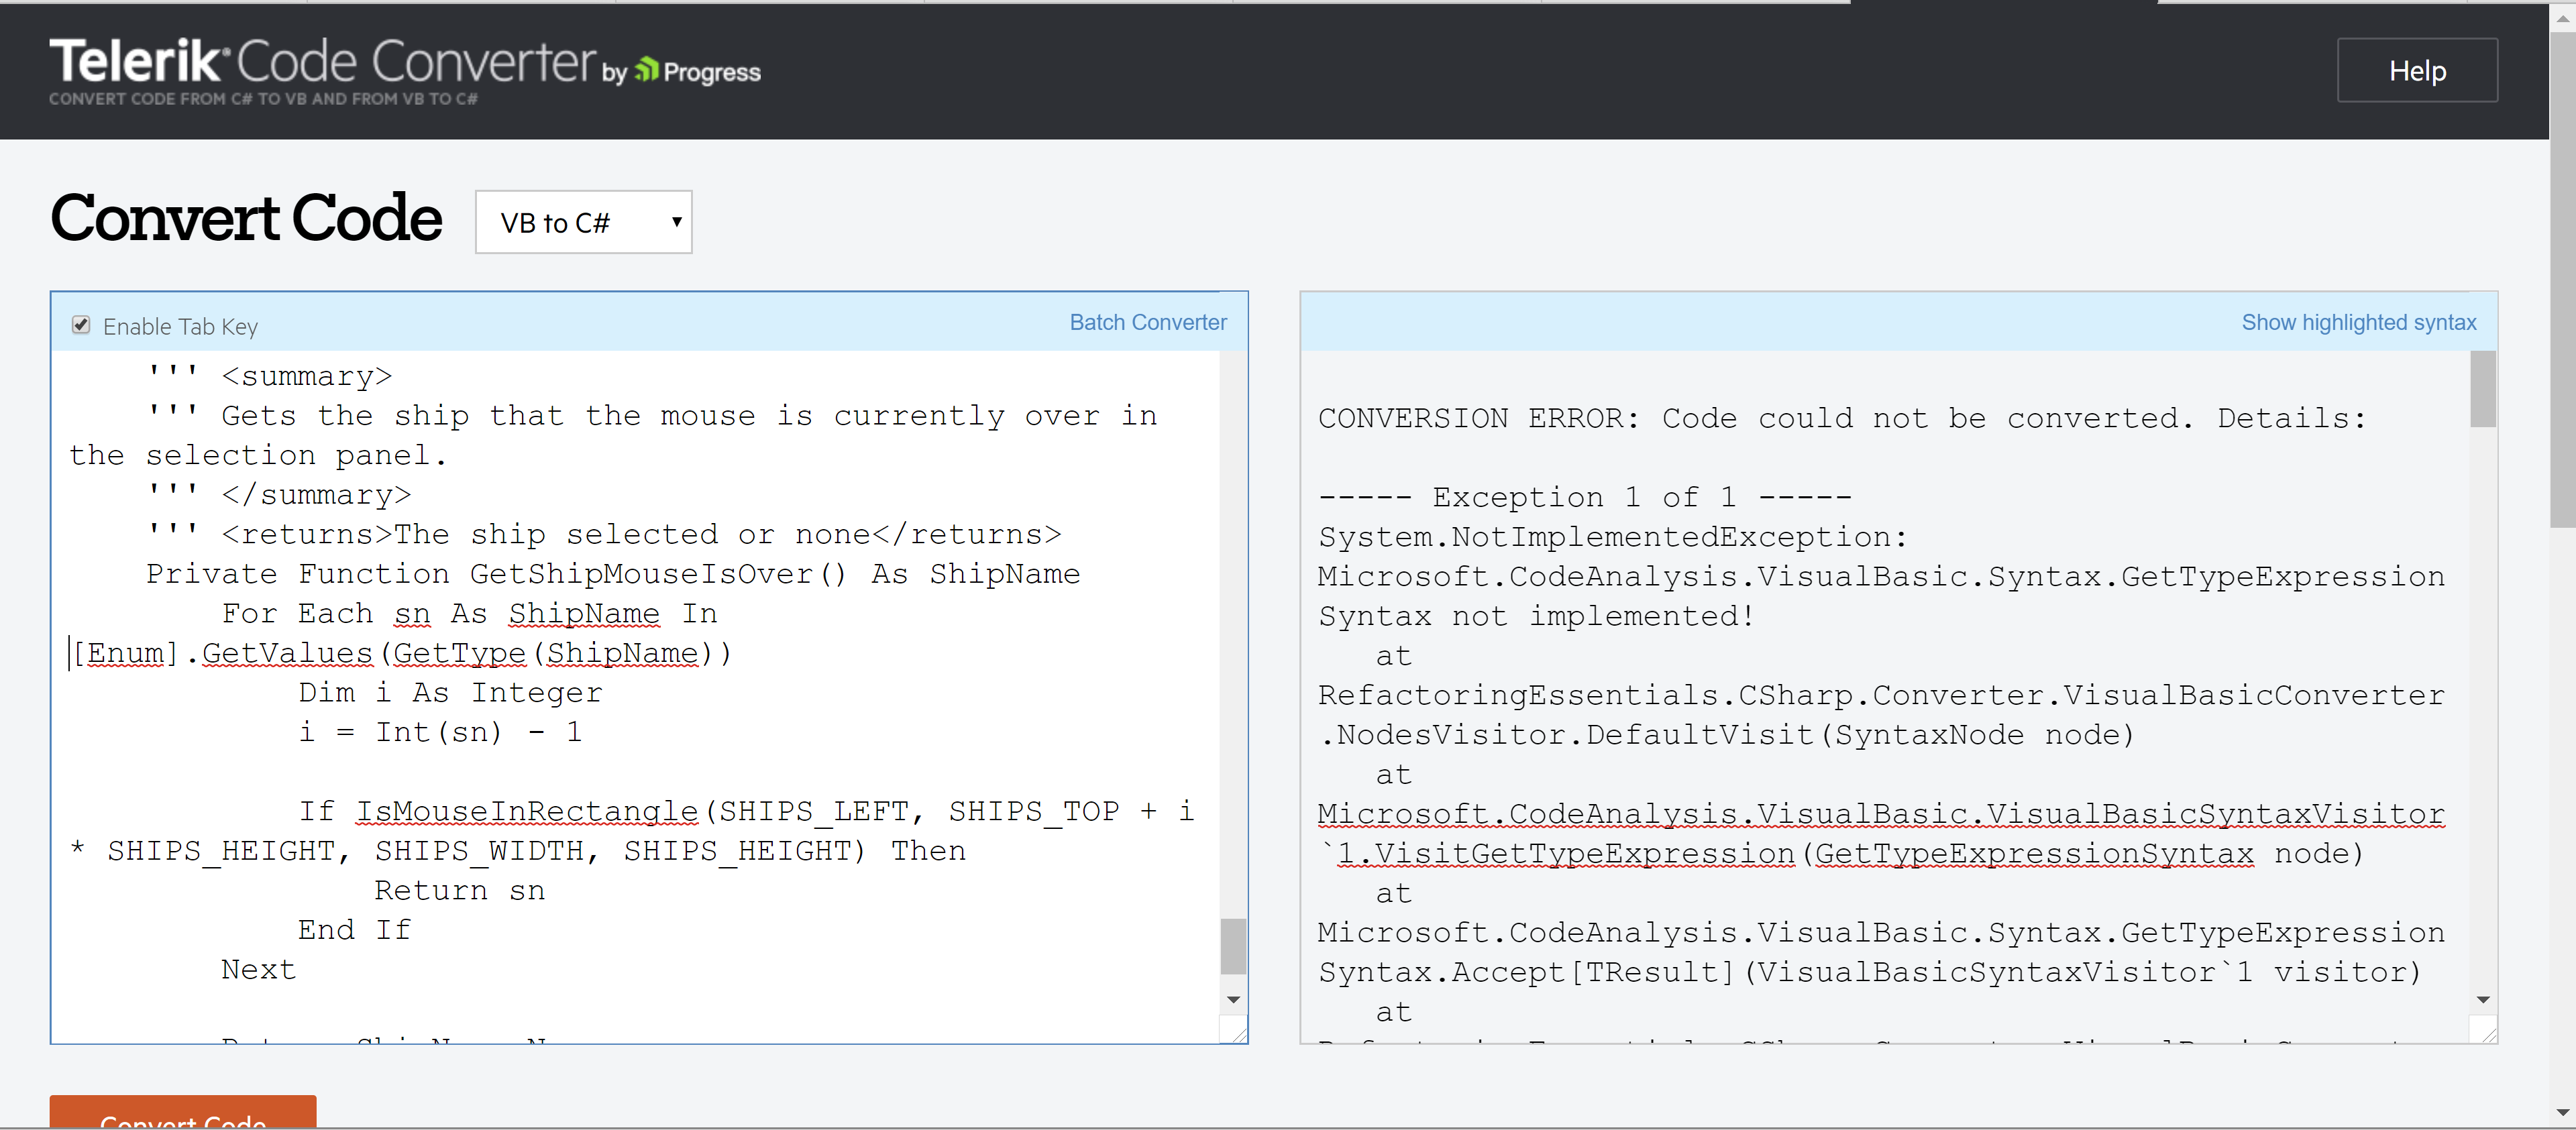 Telerik Code Converter by Progress
CONVERT CODE FROM C# TO VB AND FROM VB TO C#
Help
Convert Code
VB to C#
Enable Tab Key
Batch Converter
''' <summary>
''' Gets the ship that the mouse is currently over in
the selection panel.
''' </summary>
''' <returns>The ship selected or none</returns>
Private Function GetShipMouseIsOver() As ShipName
For Each sn As ShipName In
[Enum].GetValues(GetType(ShipName))
Dim i As Integer
i = Int(sn) - 1
If IsMouseInRectangle(SHIPS_LEFT, SHIPS_TOP + i
* SHIPS_HEIGHT, SHIPS_WIDTH, SHIPS_HEIGHT) Then
Return sn
End If
Next
Show highlighted syntax
CONVERSION ERROR: Code could not be converted. Details:
----- Exception 1 of 1 -----
System.NotImplementedException:
Microsoft.CodeAnalysis.VisualBasic.Syntax.GetTypeExpression
Syntax not implemented!
at
RefactoringEssentials.CSharp.Converter.VisualBasicConverter
.NodesVisitor.DefaultVisit(SyntaxNode node)
at
Microsoft.CodeAnalysis.VisualBasic.VisualBasicSyntaxVisitor
`1.VisitGetTypeExpression(GetTypeExpressionSyntax node)
at
Microsoft.CodeAnalysis.VisualBasic.Syntax.GetTypeExpression
Syntax.Accept[TResult](VisualBasicSyntaxVisitor`1 visitor)
at
Convert Code